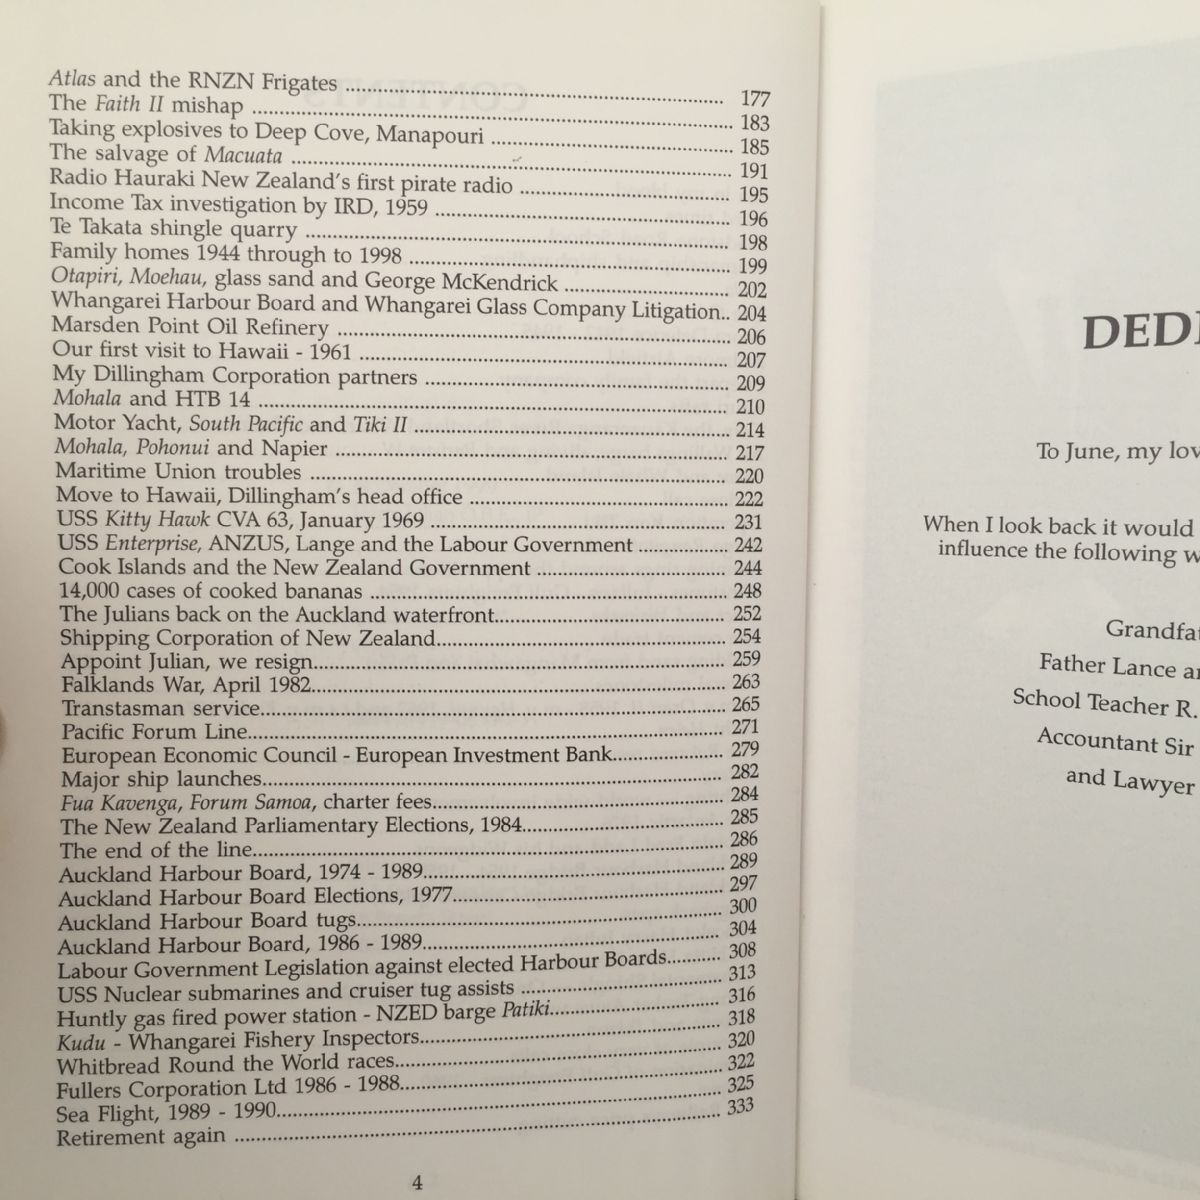 Atlas and the RNZN Frigates ........ 177
The Faith II mishap ........ 183
Taking explosives to Deep Cove, Manapouri ........ 185
The salvage of Macuata ........ 191
Radio Hauraki New Zealand's first pirate radio ........ 195
Income Tax investigation by IRD, 1959 ........ 196
Te Takata shingle quarry ........ 198
Family homes 1944 through to 1998 ........ 199
Otapiri, Moehau, glass sand and George McKendrick ........ 202
Whangarei Harbour Board and Whangarei Glass Company Litigation.. 204
Marsden Point Oil Refinery ........ 206
Our first visit to Hawaii - 1961 ........ 207
My Dillingham Corporation partners ........ 209
Mohala and HTB 14 ........ 210
Motor Yacht, South Pacific and Tiki II ........ 214
Mohala, Pohonui and Napier ........ 217
Maritime Union troubles ........ 220
Move to Hawaii, Dillingham's head office ........ 222
USS Kitty Hawk CVA 63, January 1969 ........ 231
USS Enterprise, ANZUS, Lange and the Labour Government ........ 242
Cook Islands and the New Zealand Government ........ 244
14,000 cases of cooked bananas ........ 248
The Julians back on the Auckland waterfront........ 252
Shipping Corporation of New Zealand........ 254
Appoint Julian, we resign........ 259
Falklands War, April 1982........ 263
Transtasman service........ 265
Pacific Forum Line........ 271
European Economic Council - European Investment Bank........ 279
Major ship launches........ 282
Fua Kavenga, Forum Samoa, charter fees........ 284
The New Zealand Parliamentary Elections, 1984........ 285
The end of the line........ 286
Auckland Harbour Board, 1974 - 1989........ 289
Auckland Harbour Board Elections, 1977........ 297
Auckland Harbour Board tugs........ 300
Auckland Harbour Board, 1986 - 1989........ 304
Labour Government Legislation against elected Harbour Boards........ 308
USS Nuclear submarines and cruiser tug assists ........ 313
Huntly gas fired power station - NZED barge Patiki........ 316
Kudu - Whangarei Fishery Inspectors........ 318
Whitbread Round the World races........ 320
Fullers Corporation Ltd 1986 - 1988........ 322
Sea Flight, 1989 - 1990........ 325
Retirement again ........ 333
4
To June, my
When I look back it would
influence the following
Father Lance
School Teacher R.
Accountant Sir
and Lawyer